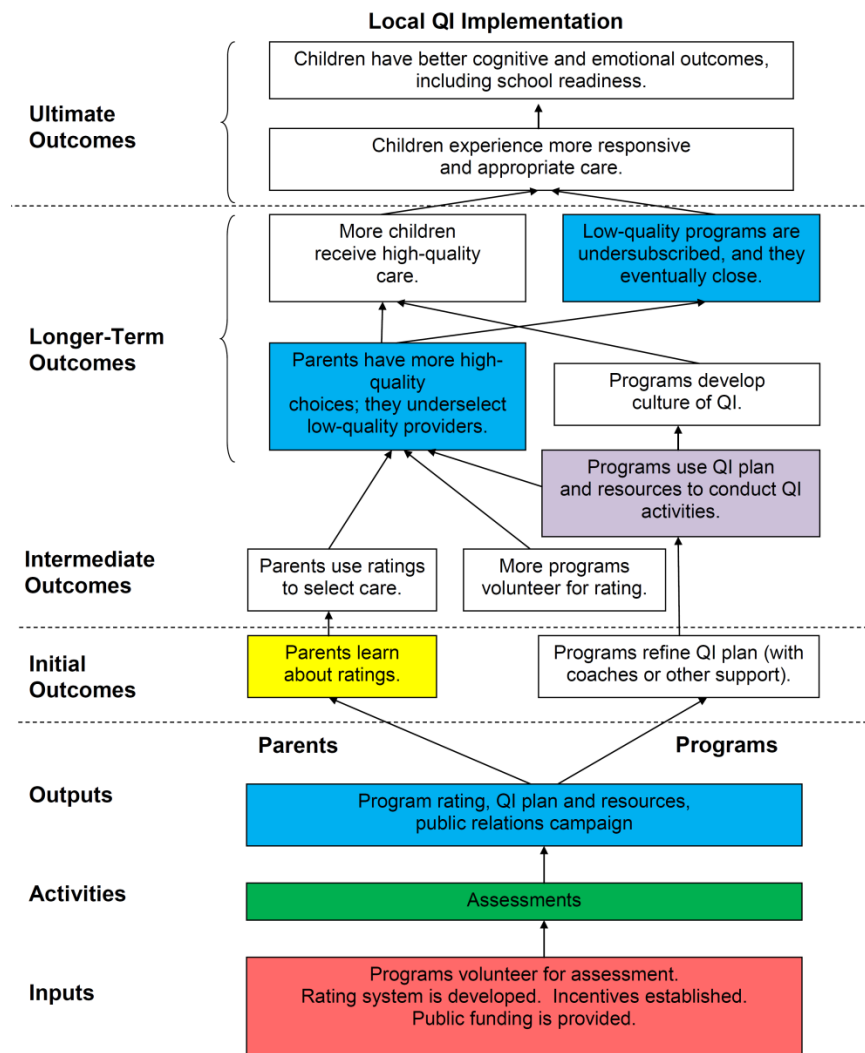 Local QI Implementation
Children have better cognitive and emotional outcomes,
including school readiness.
Ultimate
Outcomes
Children experience more responsive
and appropriate care.
More children
receive high-quality
care.
Low-quality programs are
undersubscribed, and they
eventually close.
Longer-Term
Outcomes
Parents have more high-
quality
choices; they underselect
low-quality providers.
Programs develop
culture of QI.
Programs use QI plan
and resources to conduct QI
activities.
Intermediate
Outcomes
Parents use ratings
to select care.
More programs
volunteer for rating.
Initial
Outcomes
Parents learn
about ratings.
Programs refine QI plan (with
coaches or other support).
Parents
Programs
Outputs
Program rating, QI plan and resources,
public relations campaign
Activities
Assessments
Inputs
Programs volunteer for assessment.
Rating system is developed.  Incentives established.
Public funding is provided.